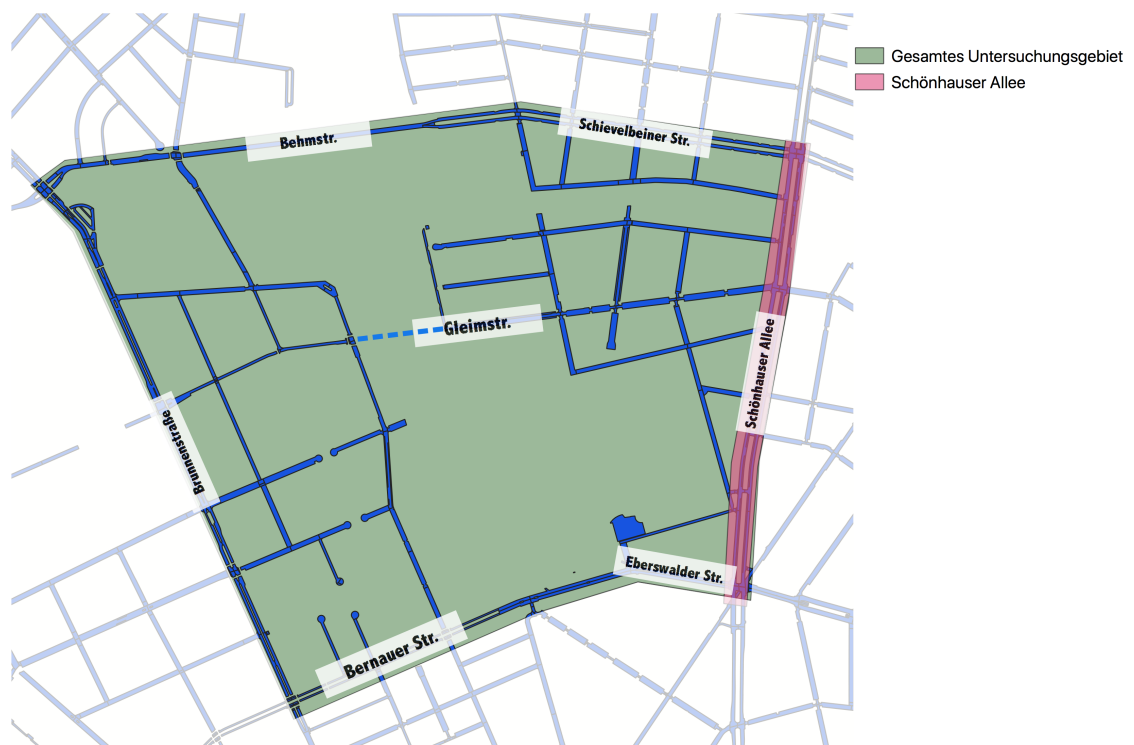 Gesamtes Untersuchungsgebiet
Schönhauser Allee
Behmstr.
Schievelbeiner Str.
Gleimstr.
Schönhauser Allee
Brunnenstraße
Eberswalder Str.
Bernauer Str.